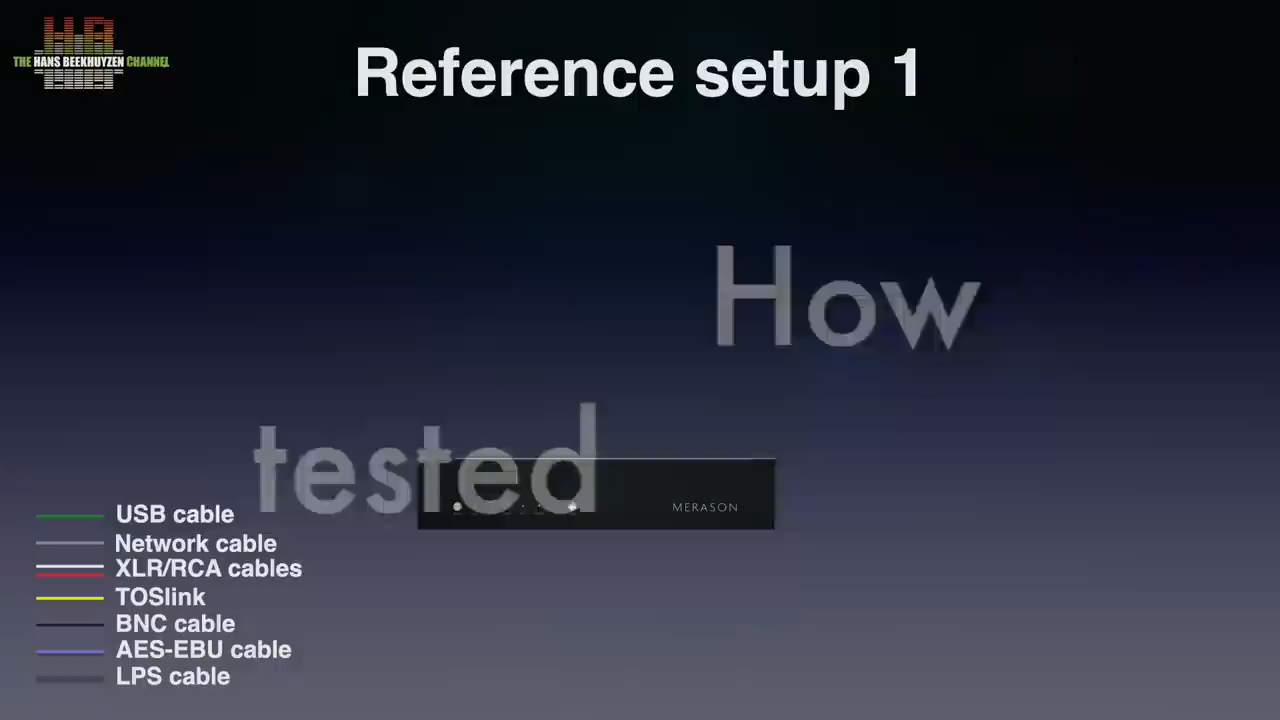 THE HANS BEEKHUYZEN CHANNEL
Reference setup 1
How
tested
MERASON
USB cable
Network cable
XLR/RCA cables
TOSlink
BNC cable
AES-EBU cable
LPS cable